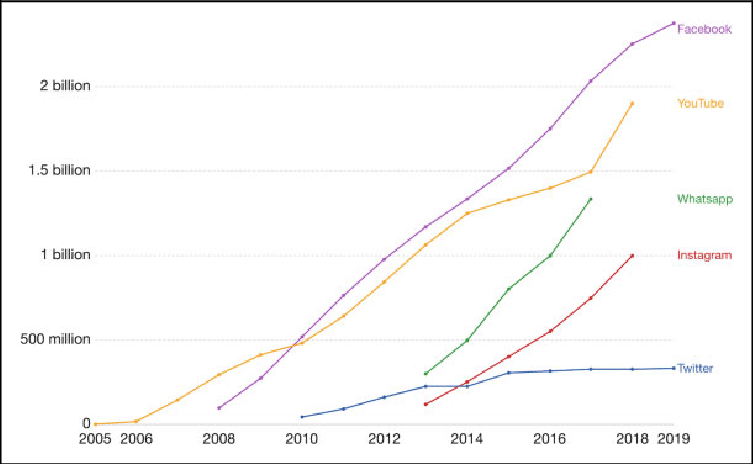 Facebook
2 billion
YouTube
1.5 billion
Whatsapp
1 billion
Instagram
500 million
Twitter
0
2005 2006 2008 2010 2012 2014 2016 2018 2019